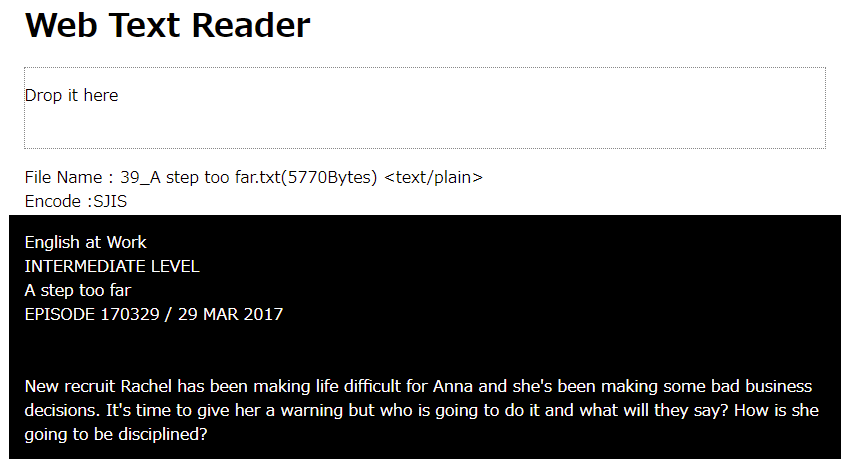 Web Text Reader
Drop it here
File Name : 39_A step too far.txt(5770Bytes) <text/plain>
Encode :SJIS
English at Work
INTERMEDIATE LEVEL
A step too far
EPISODE 170329 / 29 MAR 2017
New recruit Rachel has been making life difficult for Anna and she's been making some bad business
decisions. It's time to give her a warning but who is going to do it and what will they say? How is she
going to be disciplined?